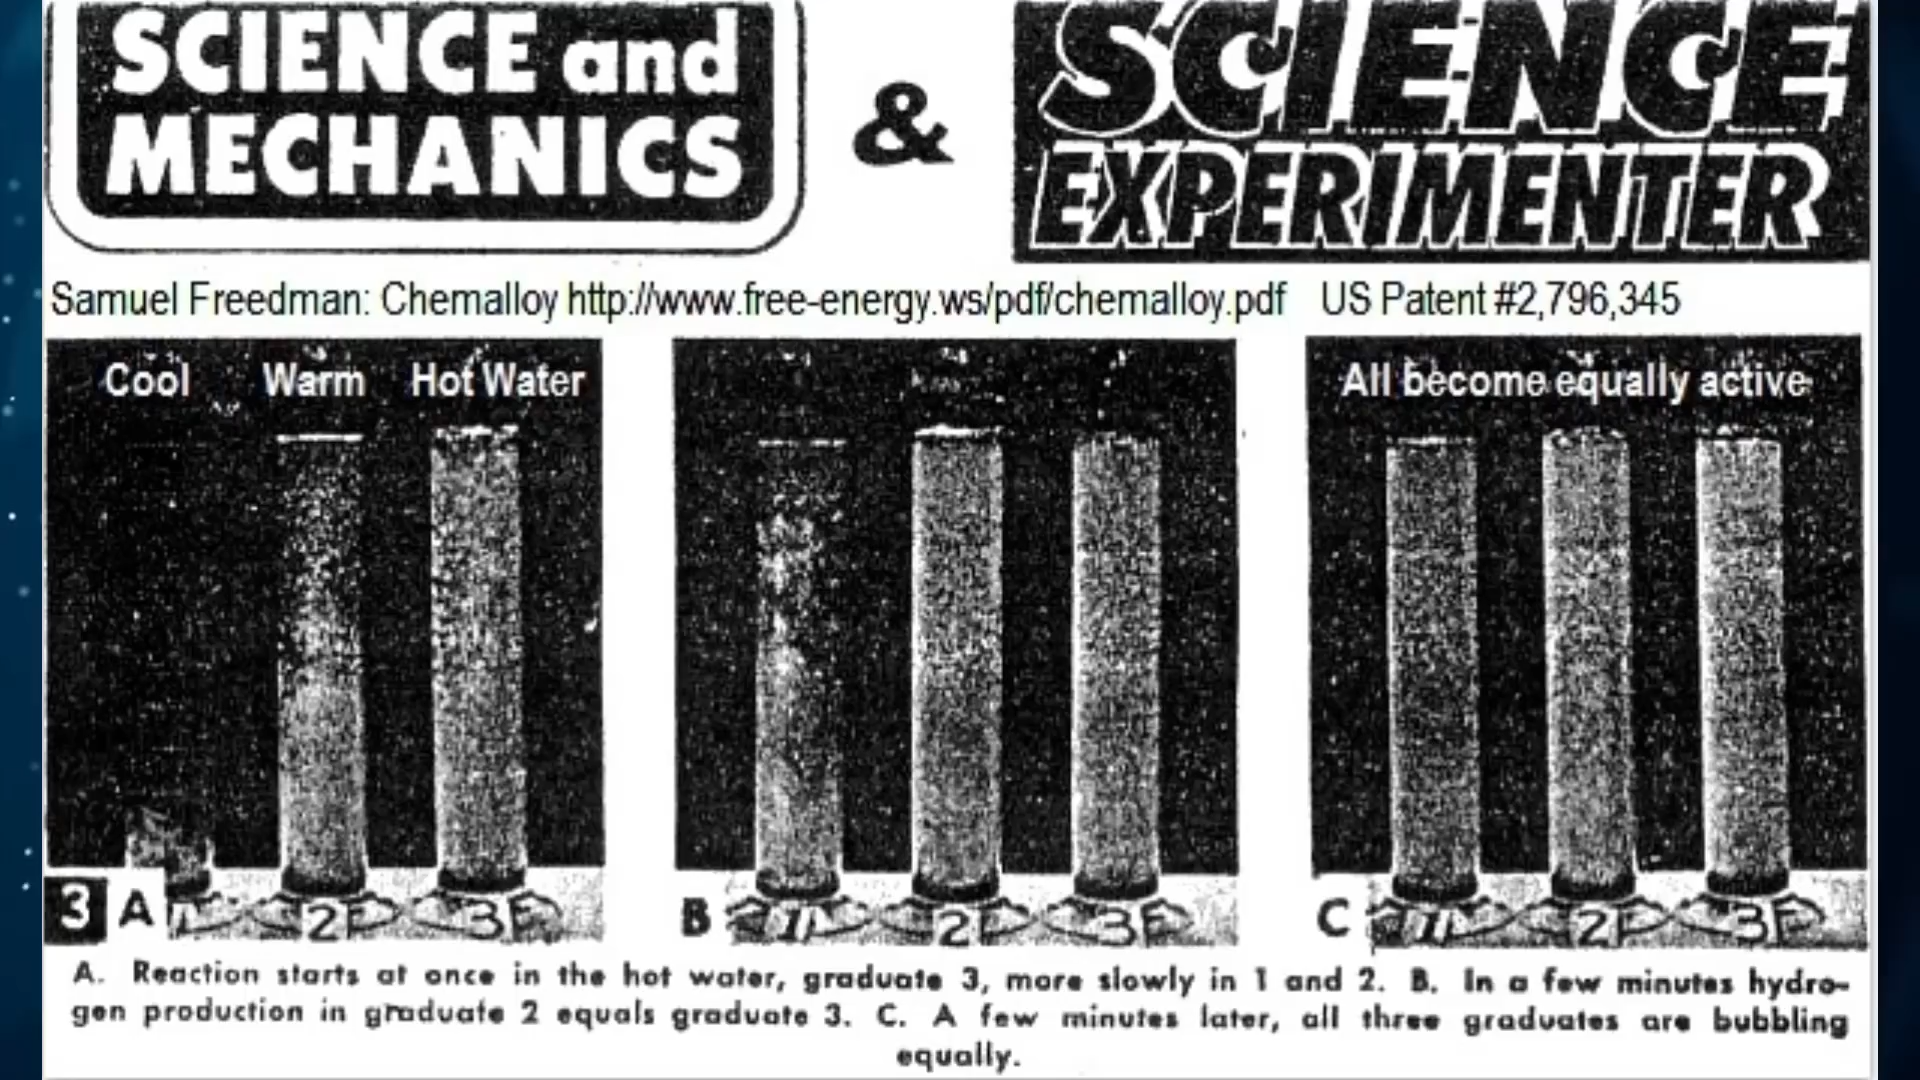 SCIENCE and
MECHANICS
&
SCIENCE
EXPERIMENTER
Samuel Freedman: Chemalloy http://www.free-energy.ws/pdf/chemalloy.pdf US Patent #2,796,345
Cool Warm Hot Water
All become equally active
3 A 1 2 3
B 1 2 3
C 1 2 3
A. Reaction starts at once in the hot water, graduate 3, more slowly in 1 and 2. B. In a few minutes hydro-
gen production in graduate 2 equals graduate 3. C. A few minutes later, all three graduates are bubbling
equally.